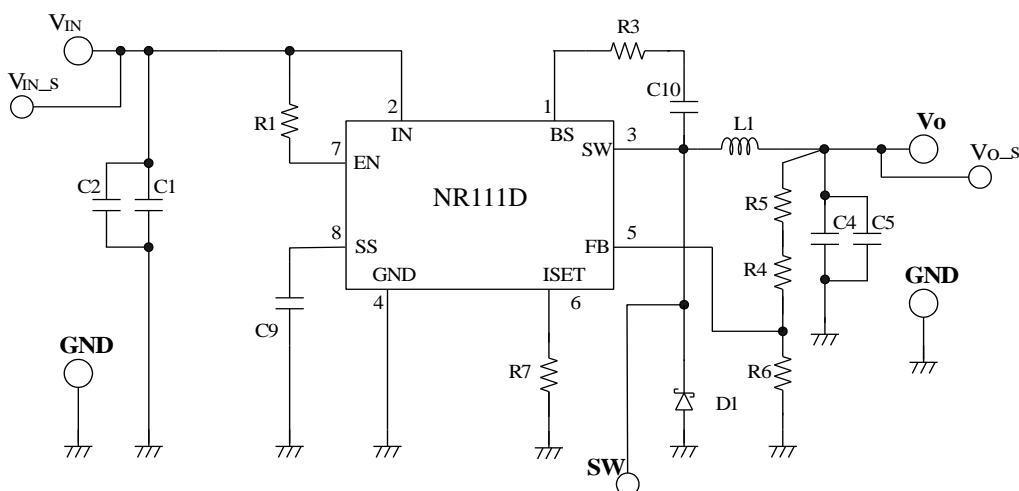 VIN
VIN_S
R3
C10
2
1
IN
BS
R1
7
EN
3
SW
L1
Vo
VO_S
C2
C1
NR111D
R5
C4
C5
8
SS
5
FB
R4
GND
ISET
4
6
GND
C9
GND
R7
R6
D1
SW